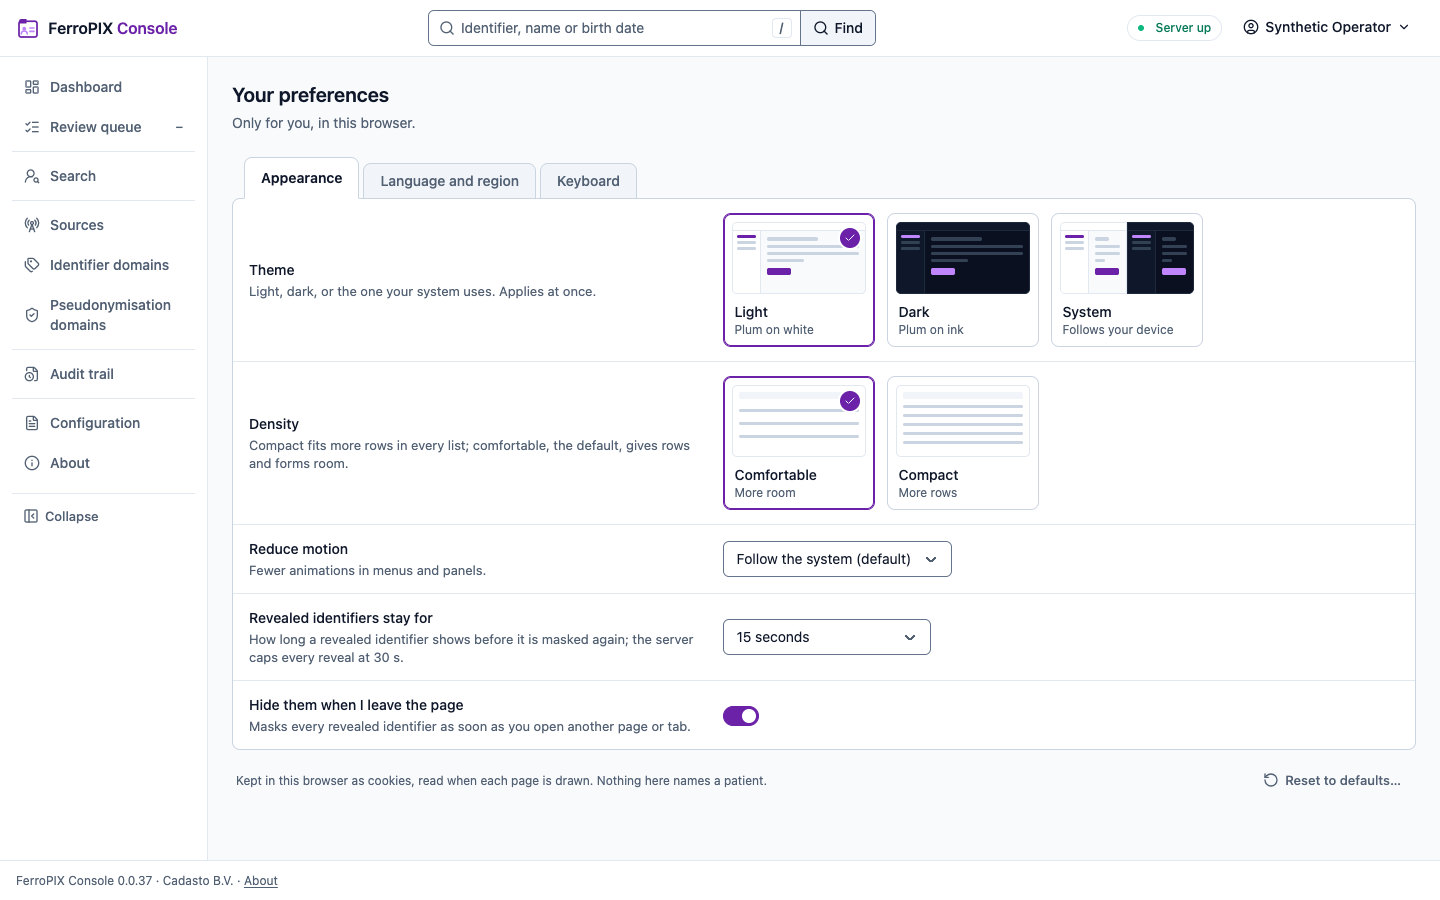 FerroPIX Console
Identifier, name or birth date
/
Find
Server up
Synthetic Operator
Dashboard
Review queue
–
Search
Sources
Identifier domains
Pseudonymisation
domains
Audit trail
Configuration
About
Collapse
Your preferences
Only for you, in this browser.
Appearance
Language and region
Keyboard
Theme
Light, dark, or the one your system uses. Applies at once.
Light
Plum on white
Dark
Plum on ink
System
Follows your device
Density
Compact fits more rows in every list; comfortable, the default, gives rows
and forms room.
Comfortable
More room
Compact
More rows
Reduce motion
Fewer animations in menus and panels.
Follow the system (default)
Revealed identifiers stay for
How long a revealed identifier shows before it is masked again; the server
caps every reveal at 30 s.
15 seconds
Hide them when I leave the page
Masks every revealed identifier as soon as you open another page or tab.
Kept in this browser as cookies, read when each page is drawn. Nothing here names a patient.
Reset to defaults...
FerroPIX Console 0.0.37 · Cadasto B.V. · About